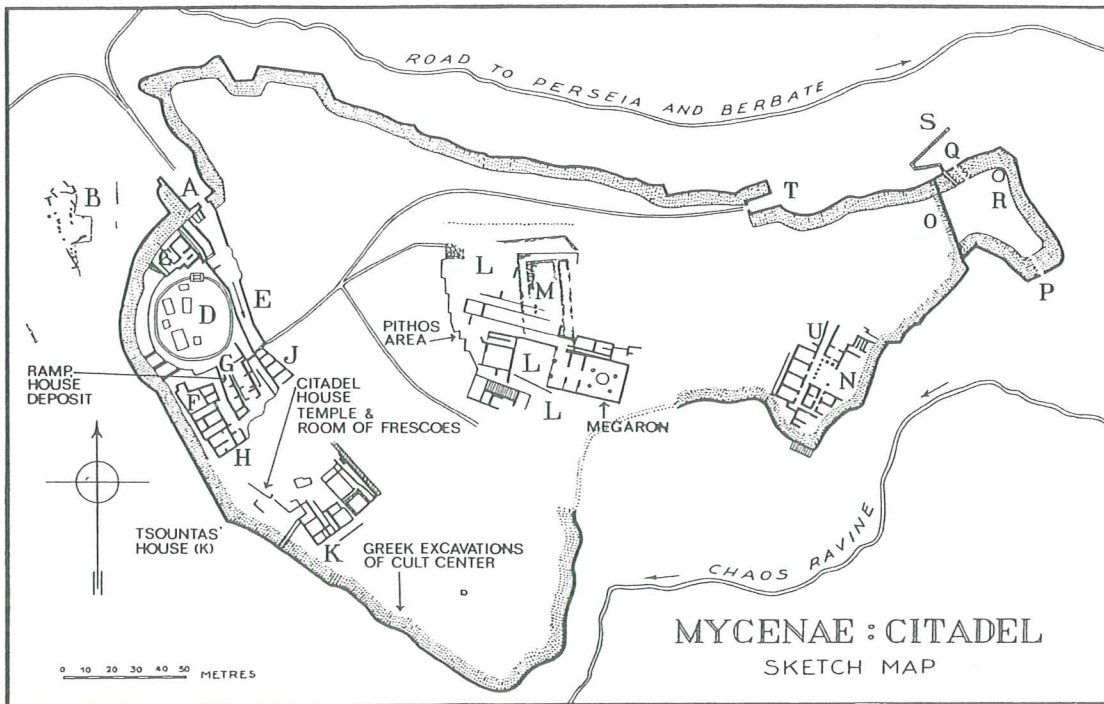 ROAD TO PERSEIA AND BERBATE
S
Q
R
O
T
P
A
B
C
D
E
L
M
PITHOS
AREA
L
L
U
N
G
J
RAMP
HOUSE
DEPOSIT
F
CITADEL
HOUSE
TEMPLE &
ROOM OF FRESCOES
MEGARON
H
TSOUNTAS'
HOUSE (K)
K
GREEK EXCAVATIONS
OF CULT CENTER
CHAOS RAVINE
MYCENAE : CITADEL
SKETCH MAP
0 10 20 30 40 50 METRES